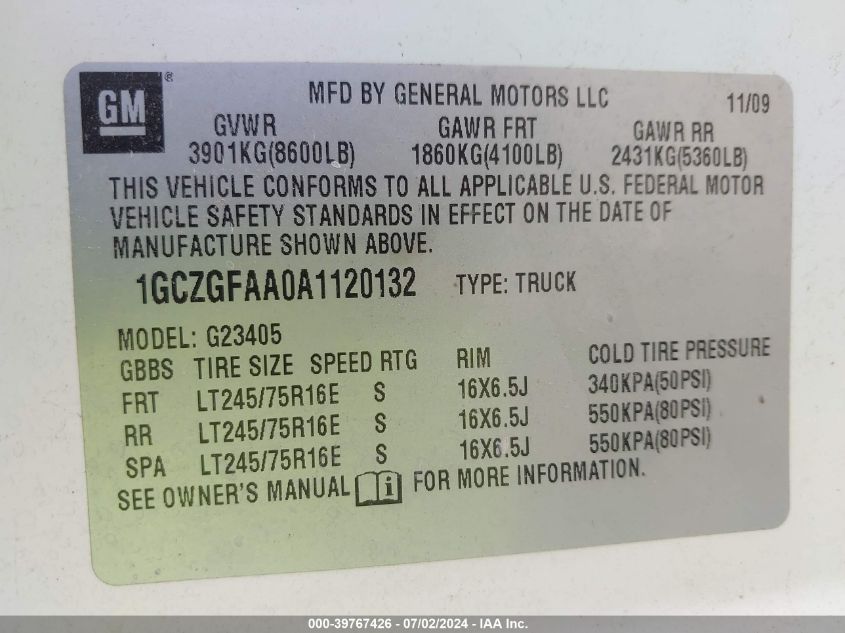 GM ®
MFD BY GENERAL MOTORS LLC 11/09
GVWR GAWR FRT GAWR RR
3901KG(8600LB) 1860KG(4100LB) 2431KG(5360LB)
THIS VEHICLE CONFORMS TO ALL APPLICABLE U.S. FEDERAL MOTOR
VEHICLE SAFETY STANDARDS IN EFFECT ON THE DATE OF
MANUFACTURE SHOWN ABOVE.
1GCZGFAA0A1120132 TYPE: TRUCK
MODEL: G23405
GBBS TIRE SIZE SPEED RTG RIM COLD TIRE PRESSURE
FRT LT245/75R16E S 16X6.5J 340KPA(50PSI)
RR LT245/75R16E S 16X6.5J 550KPA(80PSI)
SPA LT245/75R16E S 16X6.5J 550KPA(80PSI)
SEE OWNER'S MANUAL i FOR MORE INFORMATION.
000-39767426 - 07/02/2024 - IAA Inc.